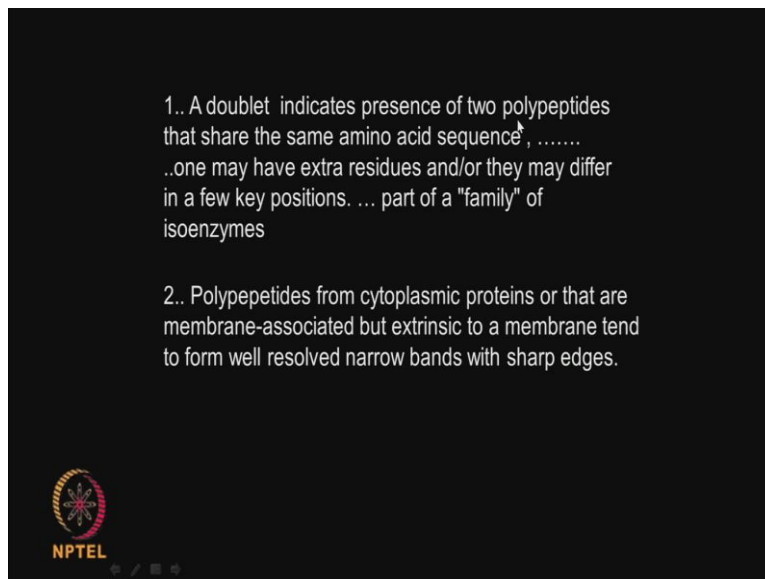 1.. A doublet indicates presence of two polypeptides
that share the same amino acid sequence , .......
..one may have extra residues and/or they may differ
in a few key positions. ... part of a "family" of
isoenzymes
2.. Polypepetides from cytoplasmic proteins or that are
membrane-associated but extrinsic to a membrane tend
to form well resolved narrow bands with sharp edges.
NPTEL